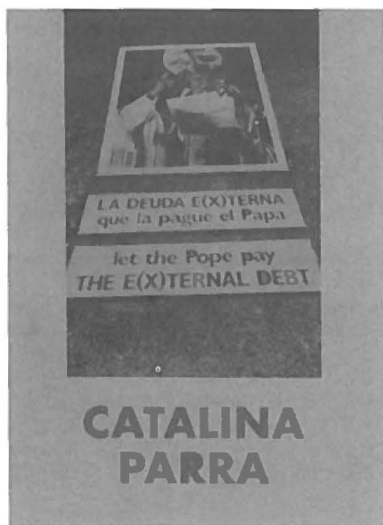 LA DEUDA E(X)TERNA
que la pague el Papa
let the Pope pay
THE E(X)TERNAL DEBT
CATALINA
PARRA